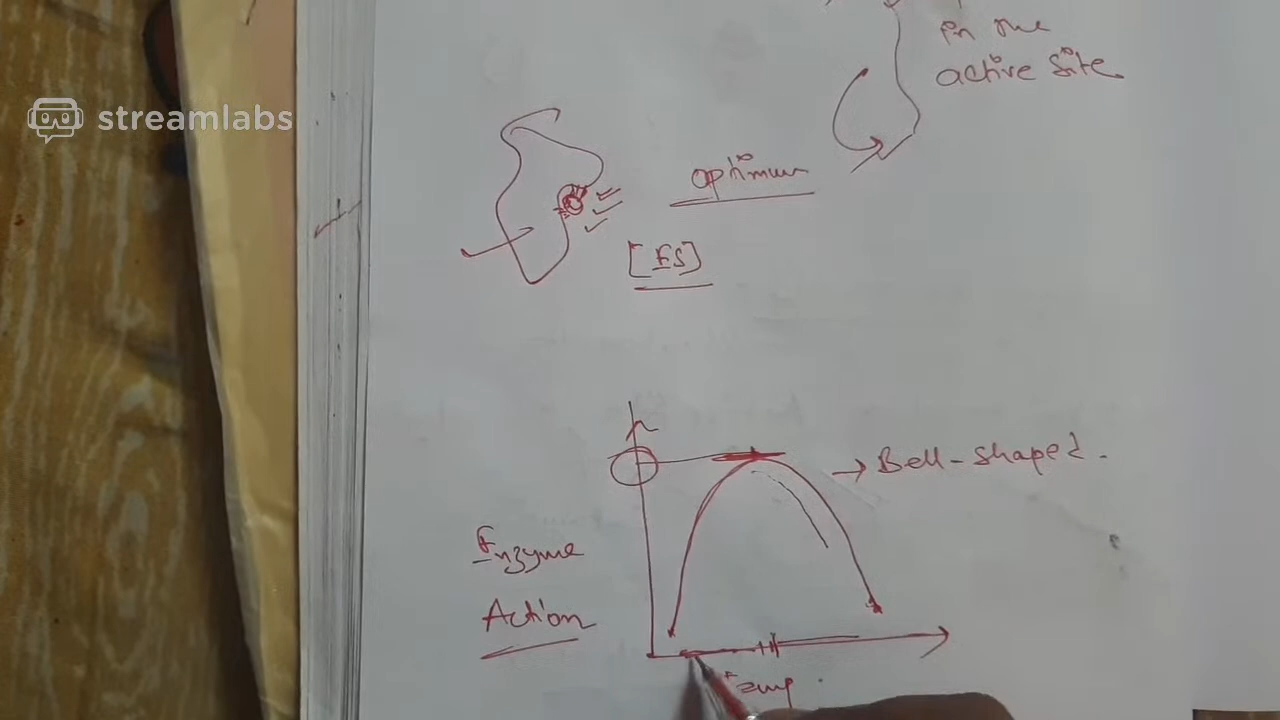 in the
active site
streamlabs
optimum
[ES]
→ Bell-shaped.
Enzyme
Action